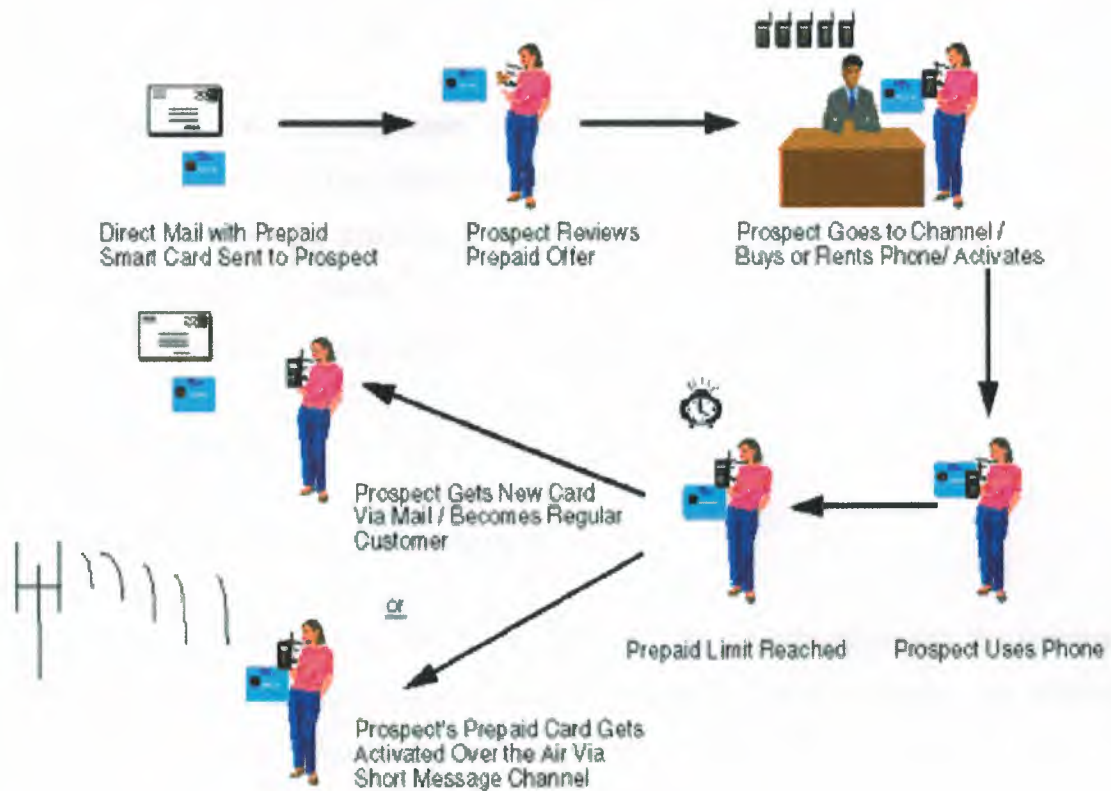 Direct Mail with Prepaid
Smart Card Sent to Prospect
Prospect Reviews
Prepaid Offer
Prospect Goes to Channel /
Buys or Rents Phone/ Activates
Prospect Uses Phone
Prepaid Limit Reached
Prospect Gets New Card
Via Mail / Becomes Regular
Customer
or
Prospect's Prepaid Card Gets
Activated Over the Air Via
Short Message Channel